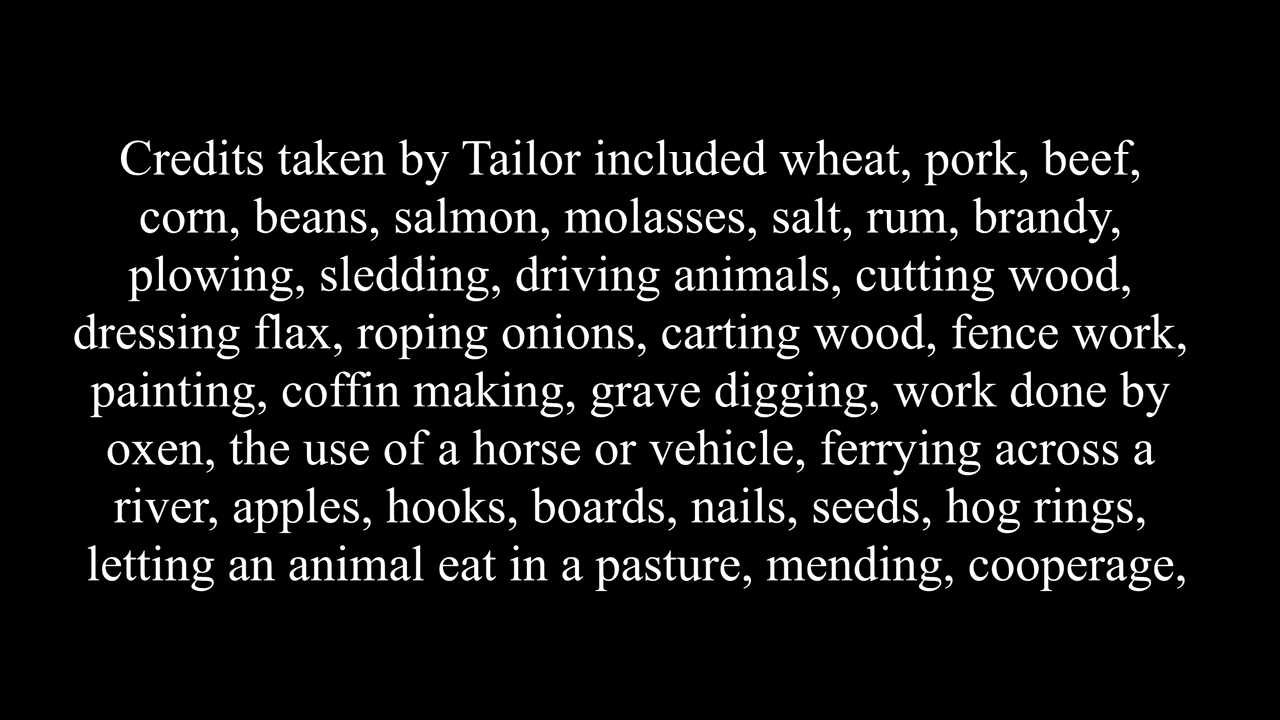 Credits taken by Tailor included wheat, pork, beef,
corn, beans, salmon, molasses, salt, rum, brandy,
plowing, sledding, driving animals, cutting wood,
dressing flax, roping onions, carting wood, fence work,
painting, coffin making, grave digging, work done by
oxen, the use of a horse or vehicle, ferrying across a
river, apples, hooks, boards, nails, seeds, hog rings,
letting an animal eat in a pasture, mending, cooperage,